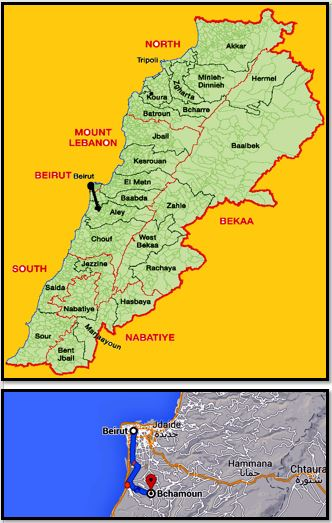 NORTH
Akkar
Tripoli
Minieh-
Dinnieh
Hermel
Zgharta
Koura
Bcharre
Batroun
MOUNT
LEBANON
Jbail
Baalbek
Kesrouan
BEIRUT Beirut
El Metn
Baabda
Zahle
Aley
BEKAA
Chouf
West
Bekaa
SOUTH
Jezzine
Rachaya
Saida
Hasbaya
Nabatiye
Marjaayoun
Sour
NABATIYE
Bent
Jbail
Beirut
Jdaide
جديدة
Hammana
حمانا
Chtaura
شتورة
Bchamoun